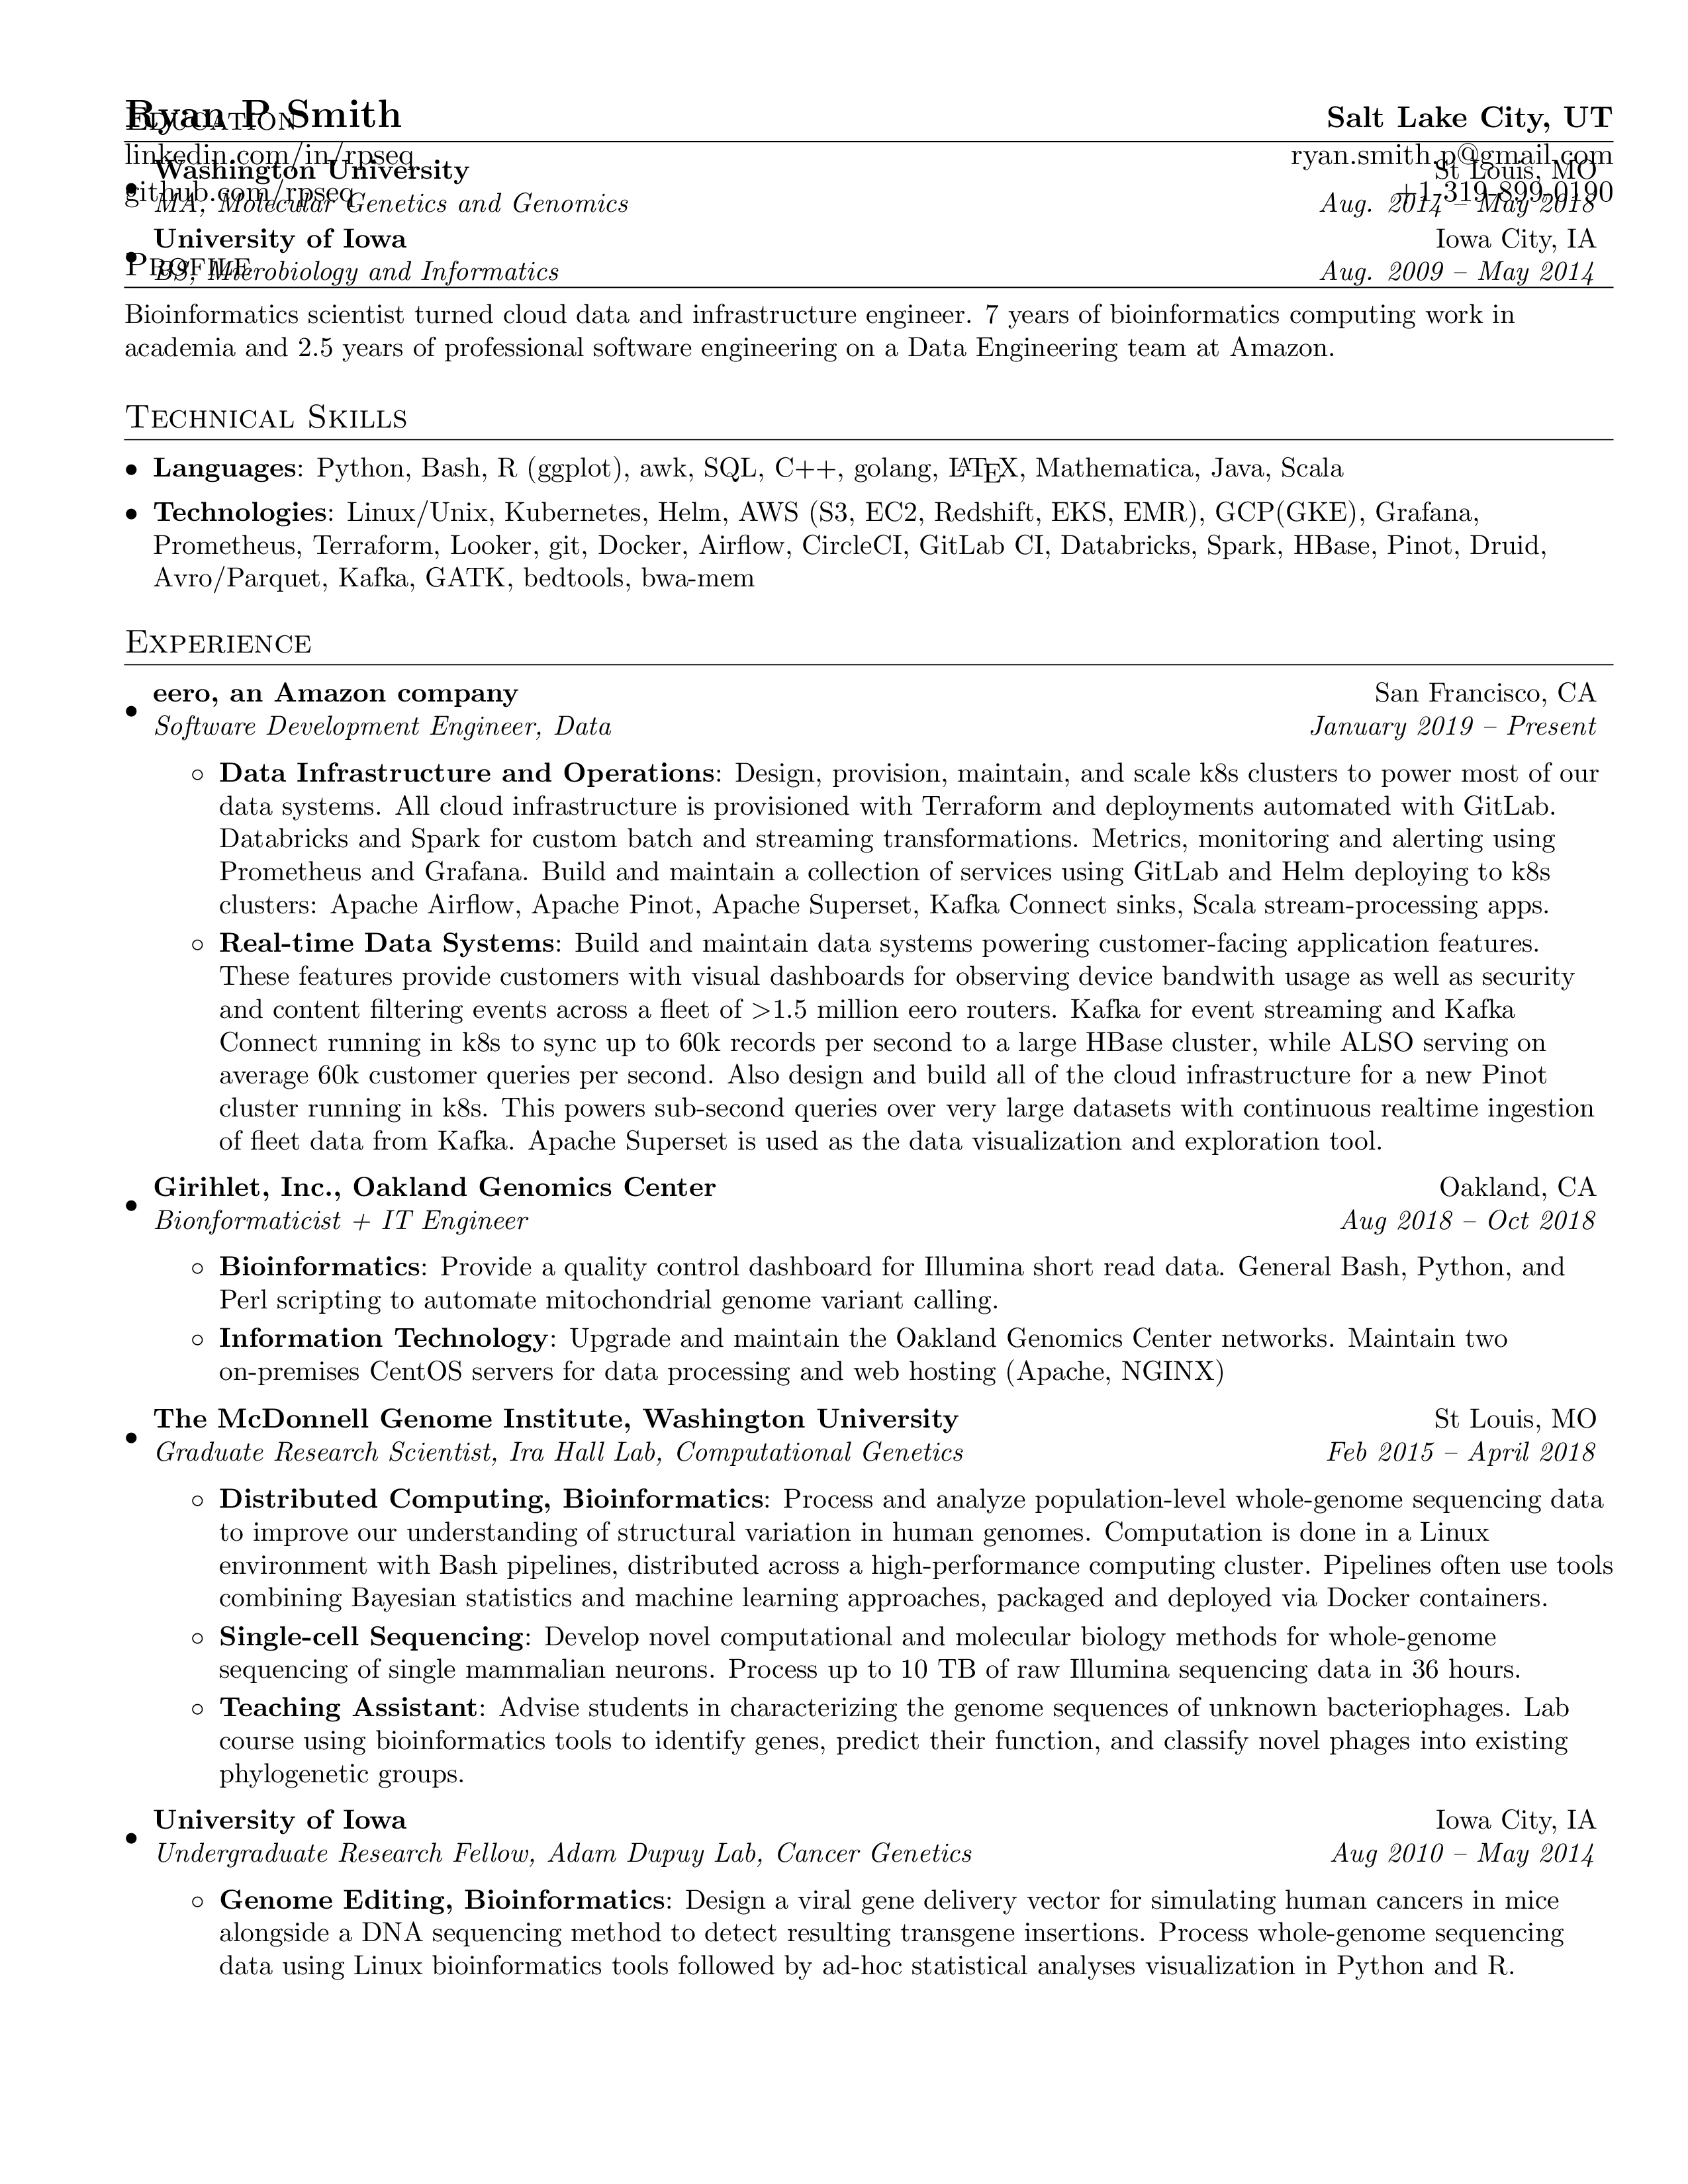 Ryan P Smith Salt Lake City, UT
linkedin.com/in/rpseq ryan.smith.p@gmail.com
github.com/rpseq +1-319-899-0190
Education
• Washington University St Louis, MO
MA, Molecular Genetics and Genomics Aug. 2014 – May 2018
• University of Iowa Iowa City, IA
BS, Microbiology and Informatics Aug. 2009 – May 2014
Profile
Bioinformatics scientist turned cloud data and infrastructure engineer. 7 years of bioinformatics computing work in
academia and 2.5 years of professional software engineering on a Data Engineering team at Amazon.
Technical Skills
• Languages: Python, Bash, R (ggplot), awk, SQL, C++, golang, LATEX, Mathematica, Java, Scala
• Technologies: Linux/Unix, Kubernetes, Helm, AWS (S3, EC2, Redshift, EKS, EMR), GCP(GKE), Grafana,
Prometheus, Terraform, Looker, git, Docker, Airflow, CircleCI, GitLab CI, Databricks, Spark, HBase, Pinot, Druid,
Avro/Parquet, Kafka, GATK, bedtools, bwa-mem
Experience
• eero, an Amazon company San Francisco, CA
Software Development Engineer, Data January 2019 – Present
◦ Data Infrastructure and Operations: Design, provision, maintain, and scale k8s clusters to power most of our
data systems. All cloud infrastructure is provisioned with Terraform and deployments automated with GitLab.
Databricks and Spark for custom batch and streaming transformations. Metrics, monitoring and alerting using
Prometheus and Grafana. Build and maintain a collection of services using GitLab and Helm deploying to k8s
clusters: Apache Airflow, Apache Pinot, Apache Superset, Kafka Connect sinks, Scala stream-processing apps.
◦ Real-time Data Systems: Build and maintain data systems powering customer-facing application features.
These features provide customers with visual dashboards for observing device bandwith usage as well as security
and content filtering events across a fleet of >1.5 million eero routers. Kafka for event streaming and Kafka
Connect running in k8s to sync up to 60k records per second to a large HBase cluster, while ALSO serving on
average 60k customer queries per second. Also design and build all of the cloud infrastructure for a new Pinot
cluster running in k8s. This powers sub-second queries over very large datasets with continuous realtime ingestion
of fleet data from Kafka. Apache Superset is used as the data visualization and exploration tool.
• Girihlet, Inc., Oakland Genomics Center Oakland, CA
Bionformaticist + IT Engineer Aug 2018 – Oct 2018
◦ Bioinformatics: Provide a quality control dashboard for Illumina short read data. General Bash, Python, and
Perl scripting to automate mitochondrial genome variant calling.
◦ Information Technology: Upgrade and maintain the Oakland Genomics Center networks. Maintain two
on-premises CentOS servers for data processing and web hosting (Apache, NGINX)
• The McDonnell Genome Institute, Washington University St Louis, MO
Graduate Research Scientist, Ira Hall Lab, Computational Genetics Feb 2015 – April 2018
◦ Distributed Computing, Bioinformatics: Process and analyze population-level whole-genome sequencing data
to improve our understanding of structural variation in human genomes. Computation is done in a Linux
environment with Bash pipelines, distributed across a high-performance computing cluster. Pipelines often use tools
combining Bayesian statistics and machine learning approaches, packaged and deployed via Docker containers.
◦ Single-cell Sequencing: Develop novel computational and molecular biology methods for whole-genome
sequencing of single mammalian neurons. Process up to 10 TB of raw Illumina sequencing data in 36 hours.
◦ Teaching Assistant: Advise students in characterizing the genome sequences of unknown bacteriophages. Lab
course using bioinformatics tools to identify genes, predict their function, and classify novel phages into existing
phylogenetic groups.
• University of Iowa Iowa City, IA
Undergraduate Research Fellow, Adam Dupuy Lab, Cancer Genetics Aug 2010 – May 2014
◦ Genome Editing, Bioinformatics: Design a viral gene delivery vector for simulating human cancers in mice
alongside a DNA sequencing method to detect resulting transgene insertions. Process whole-genome sequencing
data using Linux bioinformatics tools followed by ad-hoc statistical analyses visualization in Python and R.